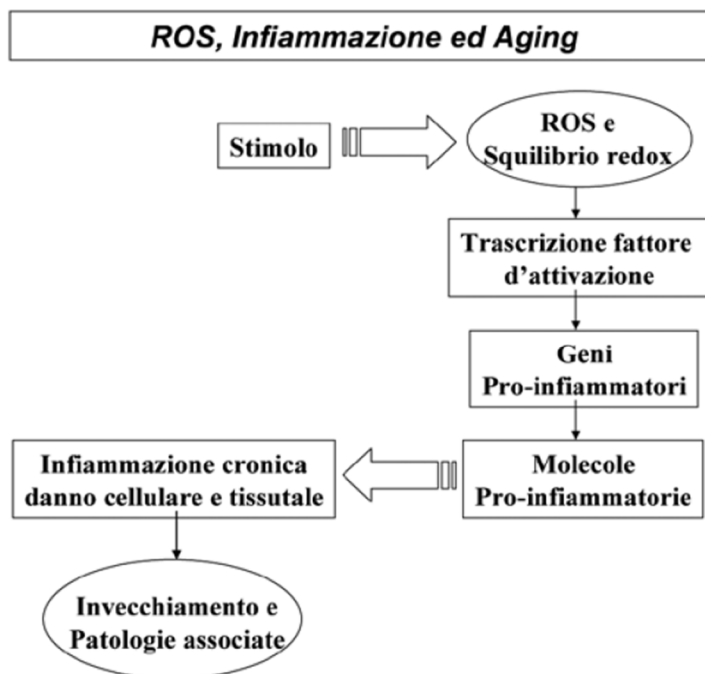 ROS, Infiammazione ed Aging
Stimolo
ROS e
Squilibrio redox
Trascrizione fattore
d'attivazione
Geni
Pro-infiammatori
Molecole
Pro-infiammatorie
Infiammazione cronica
danno cellulare e tissutale
Invecchiamento e
Patologie associate